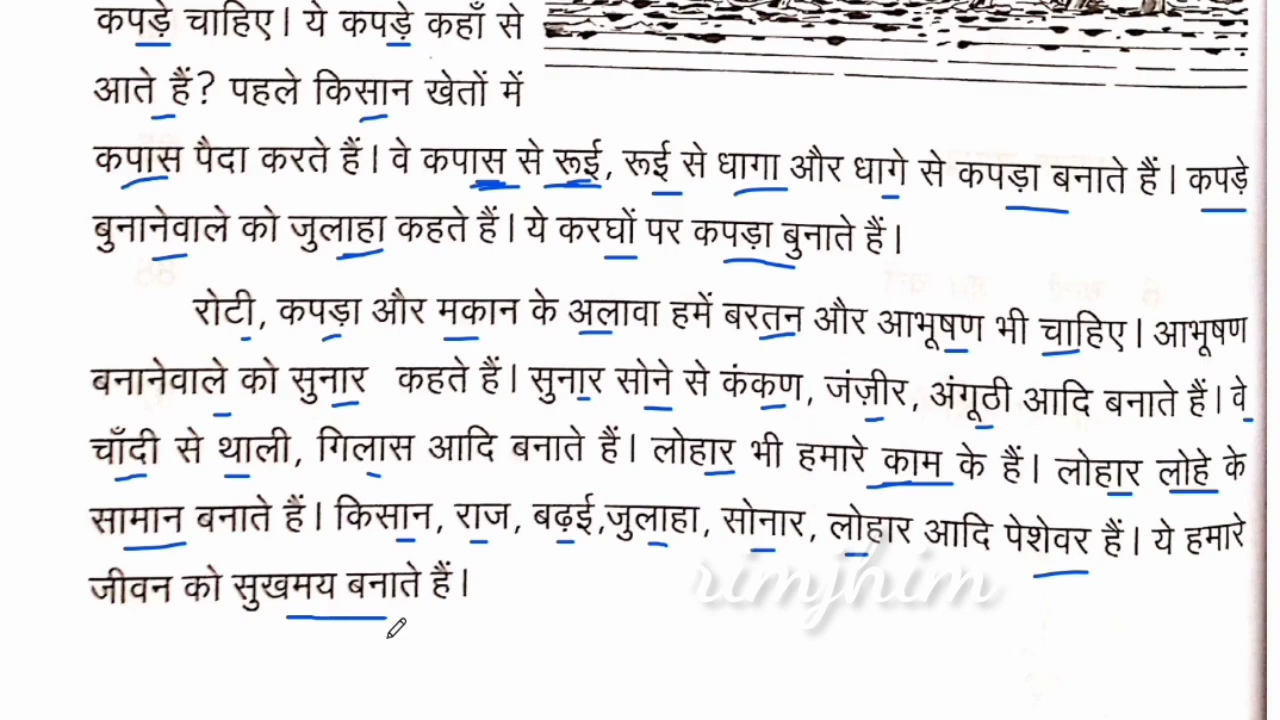 कपड़े चाहिए। ये कपड़े कहाँ से
आते हैं? पहले किसान खेतों में
कपास पैदा करते हैं। वे कपास से रूई, रूई से धागा और धागे से कपड़ा बनाते हैं। कपड़े
बुनानेवाले को जुलाहा कहते हैं। ये करघों पर कपड़ा बुनाते हैं।
रोटी, कपड़ा और मकान के अलावा हमें बरतन और आभूषण भी चाहिए। आभूषण
बनानेवाले को सुनार कहते हैं। सुनार सोने से कंकण, जंज़ीर, अंगूठी आदि बनाते हैं। वे
चाँदी से थाली, गिलास आदि बनाते हैं। लोहार भी हमारे काम के हैं। लोहार लोहे के
सामान बनाते हैं। किसान, राज, बढ़ई,जुलाहा, सोनार, लोहार आदि पेशेवर हैं। ये हमारे
जीवन को सुखमय बनाते हैं।
rimjhim